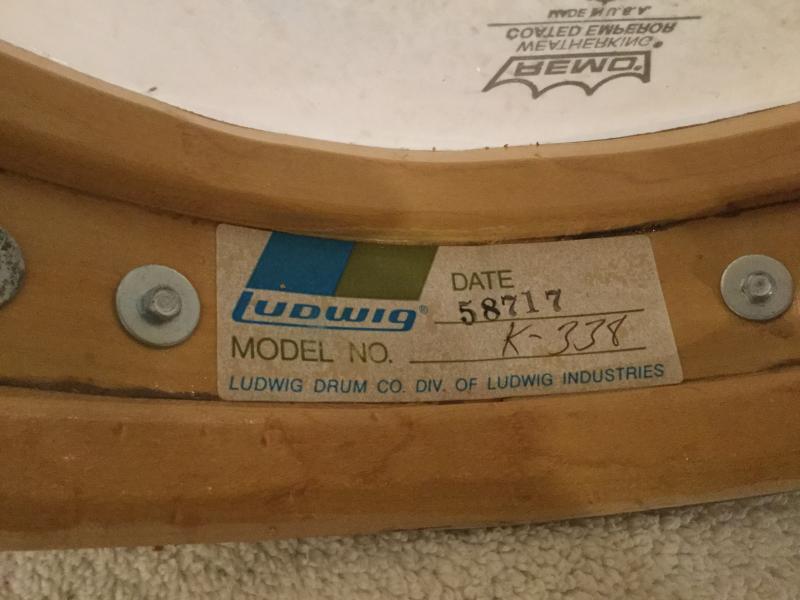 MADE IN U.S.A.
COATED EMPEROR
WEATHERKING®
REMO
LUDWIG®
DATE 58717
MODEL NO. K-338
LUDWIG DRUM CO. DIV. OF LUDWIG INDUSTRIES